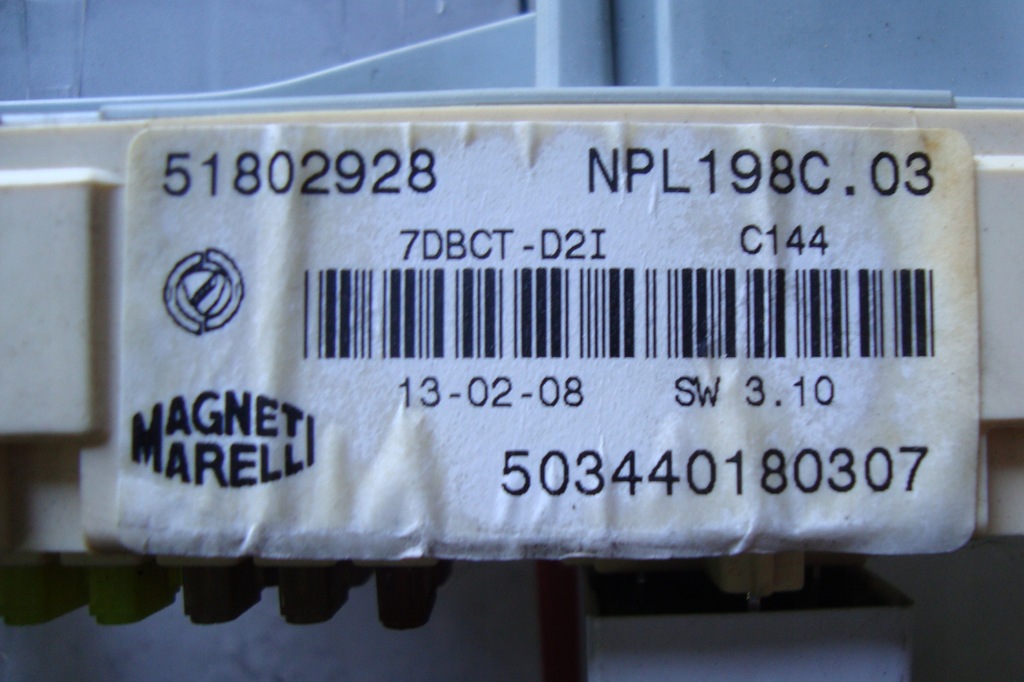 51802928 NPL198C.03
7DBCT-D2I C144
13-02-08 SW 3.10
MAGNETI
MARELLI
503440180307